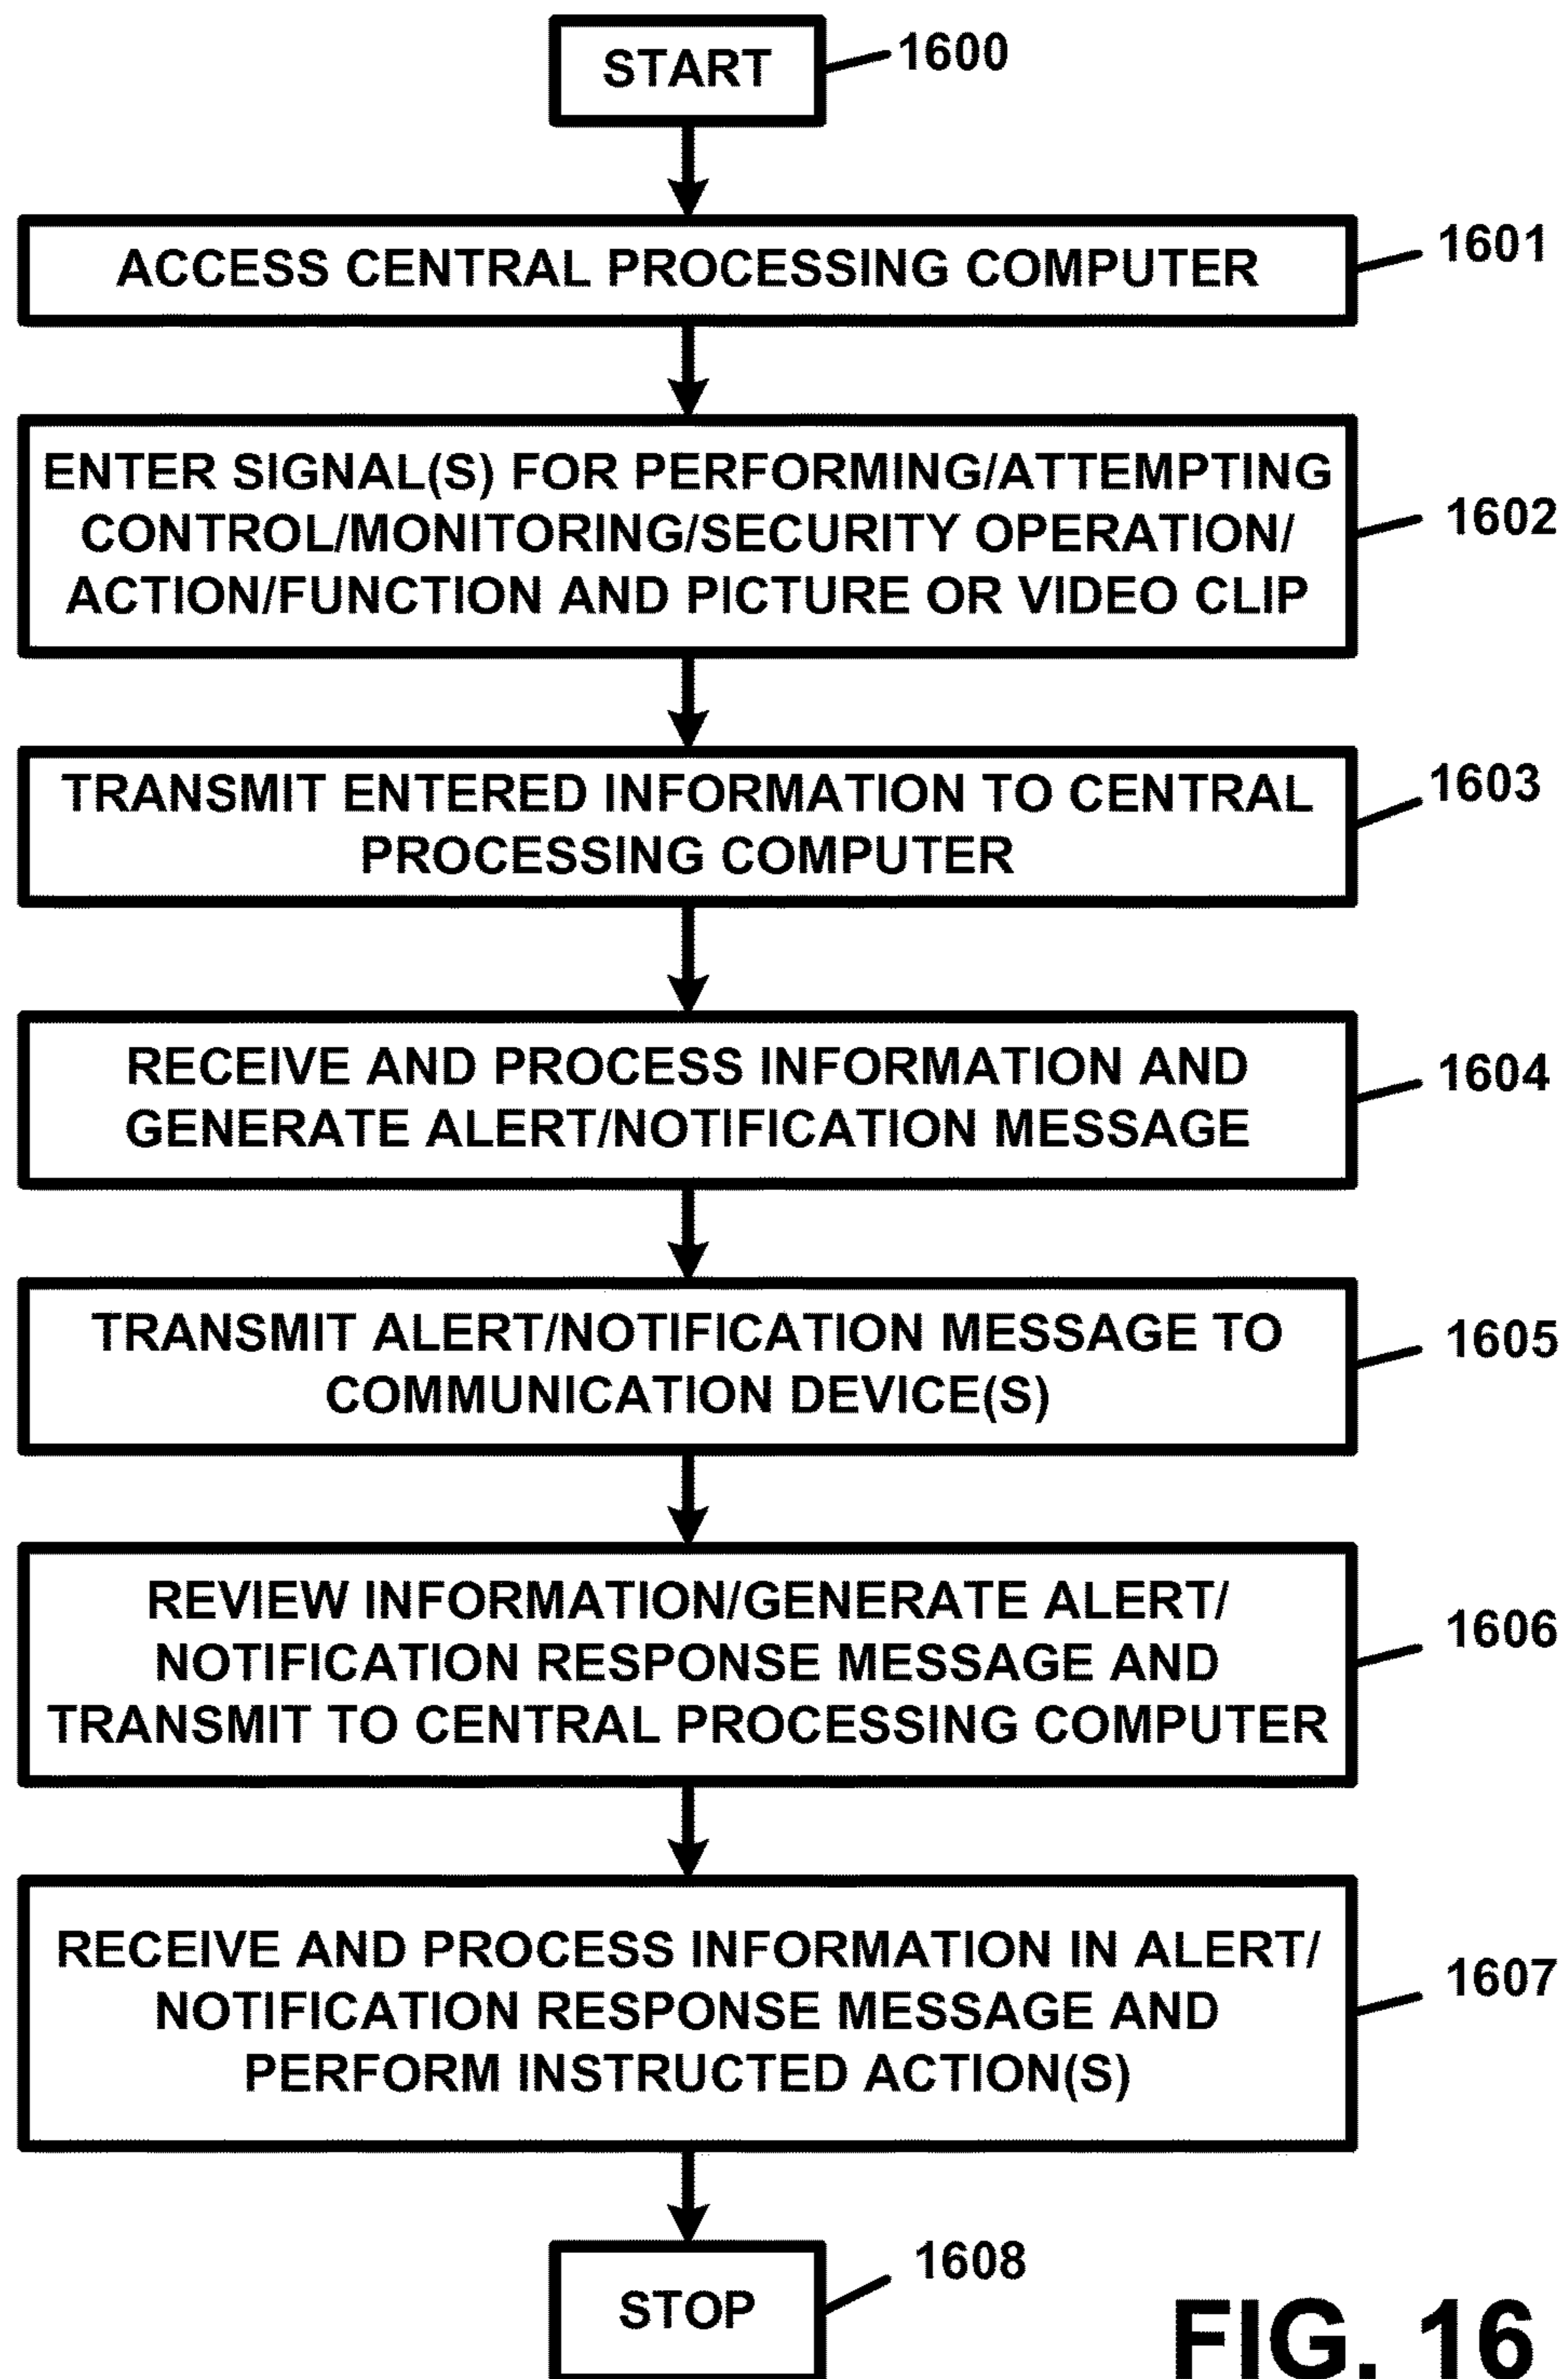 START
1600
ACCESS CENTRAL PROCESSING COMPUTER
1601
ENTER SIGNAL(S) FOR PERFORMING/ATTEMPTING
CONTROL/MONITORING/SECURITY OPERATION/
ACTION/FUNCTION AND PICTURE OR VIDEO CLIP
1602
TRANSMIT ENTERED INFORMATION TO CENTRAL
PROCESSING COMPUTER
1603
RECEIVE AND PROCESS INFORMATION AND
GENERATE ALERT/NOTIFICATION MESSAGE
1604
TRANSMIT ALERT/NOTIFICATION MESSAGE TO
COMMUNICATION DEVICE(S)
1605
REVIEW INFORMATION/GENERATE ALERT/
NOTIFICATION RESPONSE MESSAGE AND
TRANSMIT TO CENTRAL PROCESSING COMPUTER
1606
RECEIVE AND PROCESS INFORMATION IN ALERT/
NOTIFICATION RESPONSE MESSAGE AND
PERFORM INSTRUCTED ACTION(S)
1607
STOP
1608
FIG. 16